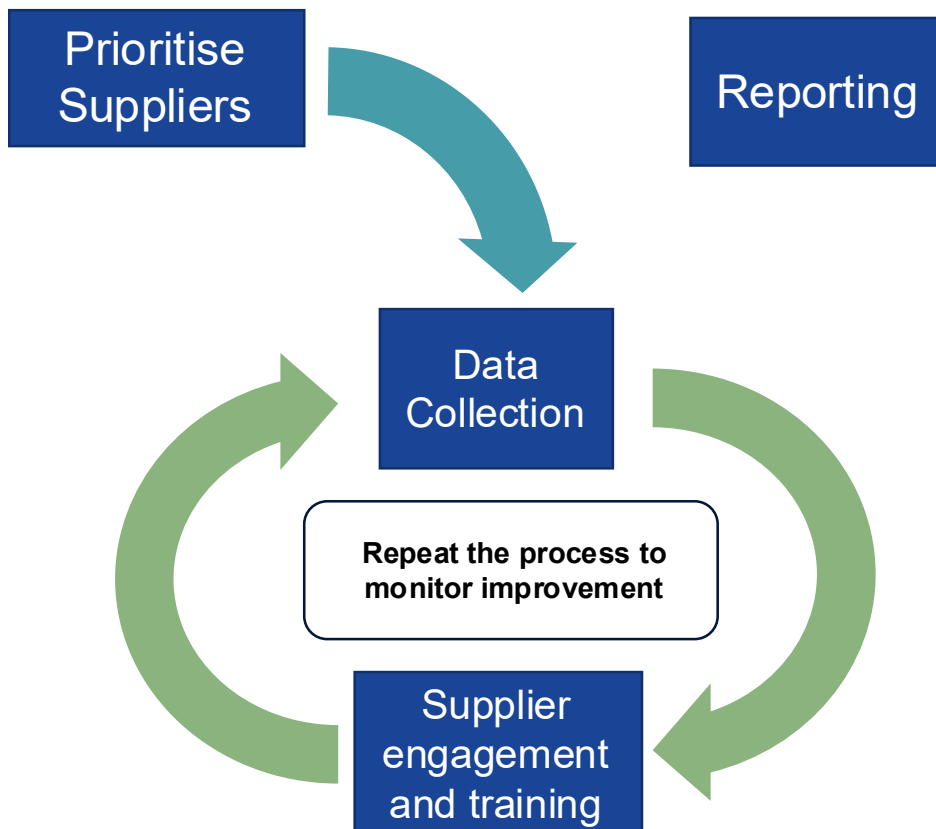 Prioritise
Suppliers
Reporting
Data
Collection
Repeat the process to
monitor improvement
Supplier
engagement
and training